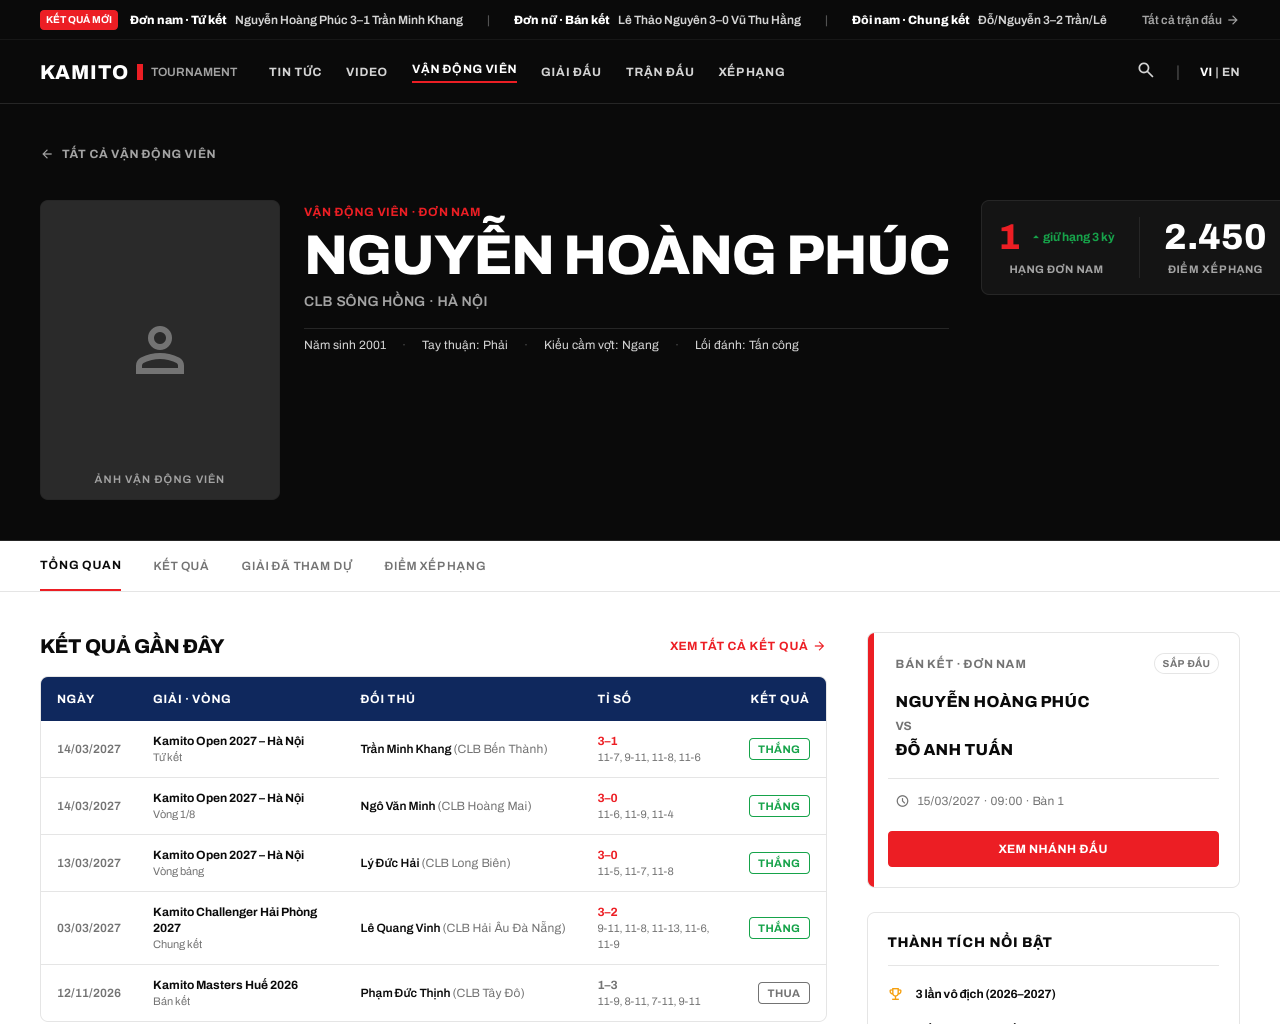 KẾT QUẢ MỚI Đơn nam · Tứ kết Nguyễn Hoàng Phúc 3–1 Trần Minh Khang | Đơn nữ · Bán kết Lê Thảo Nguyên 3–0 Vũ Thu Hằng | Đôi nam · Chung kết Đỗ/Nguyễn 3–2 Trần/Lê Tất cả trận đấu →
KAMITO TOURNAMENT TIN TỨC VIDEO VẬN ĐỘNG VIÊN GIẢI ĐẤU TRẬN ĐẤU XẾP HẠNG | VI | EN
← TẤT CẢ VẬN ĐỘNG VIÊN
VẬN ĐỘNG VIÊN · ĐƠN NAM
NGUYỄN HOÀNG PHÚC
CLB SÔNG HỒNG · HÀ NỘI
Năm sinh 2001 · Tay thuận: Phải · Kiểu cầm vợt: Ngang · Lối đánh: Tấn công
1 giữ hạng 3 kỳ
HẠNG ĐƠN NAM
2.450
ĐIỂM XẾP HẠNG
ẢNH VẬN ĐỘNG VIÊN
TỔNG QUAN KẾT QUẢ GIẢI ĐÃ THAM DỰ ĐIỂM XẾP HẠNG
KẾT QUẢ GẦN ĐÂY XEM TẤT CẢ KẾT QUẢ →
NGÀY GIẢI · VÒNG ĐỐI THỦ TỈ SỐ KẾT QUẢ
14/03/2027 Kamito Open 2027 – Hà Nội Trần Minh Khang (CLB Bến Thành) 3–1 THẮNG
Tứ kết 11-7, 9-11, 11-8, 11-6
14/03/2027 Kamito Open 2027 – Hà Nội Ngô Văn Minh (CLB Hoàng Mai) 3–0 THẮNG
Vòng 1/8 11-6, 11-9, 11-4
13/03/2027 Kamito Open 2027 – Hà Nội Lý Đức Hải (CLB Long Biên) 3–0 THẮNG
Vòng bảng 11-5, 11-7, 11-8
03/03/2027 Kamito Challenger Hải Phòng 2027 Lê Quang Vinh (CLB Hải Âu Đà Nẵng) 3–2 THẮNG
Chung kết 9-11, 11-8, 11-13, 11-6, 11-9
12/11/2026 Kamito Masters Huế 2026 Phạm Đức Thịnh (CLB Tây Đô) 1–3 THUA
Bán kết 11-9, 8-11, 7-11, 9-11
BÁN KẾT · ĐƠN NAM SẮP ĐẤU
NGUYỄN HOÀNG PHÚC
VS
ĐỖ ANH TUẤN
15/03/2027 · 09:00 · Bàn 1
XEM NHÁNH ĐẤU
THÀNH TÍCH NỔI BẬT
3 lần vô địch (2026–2027)